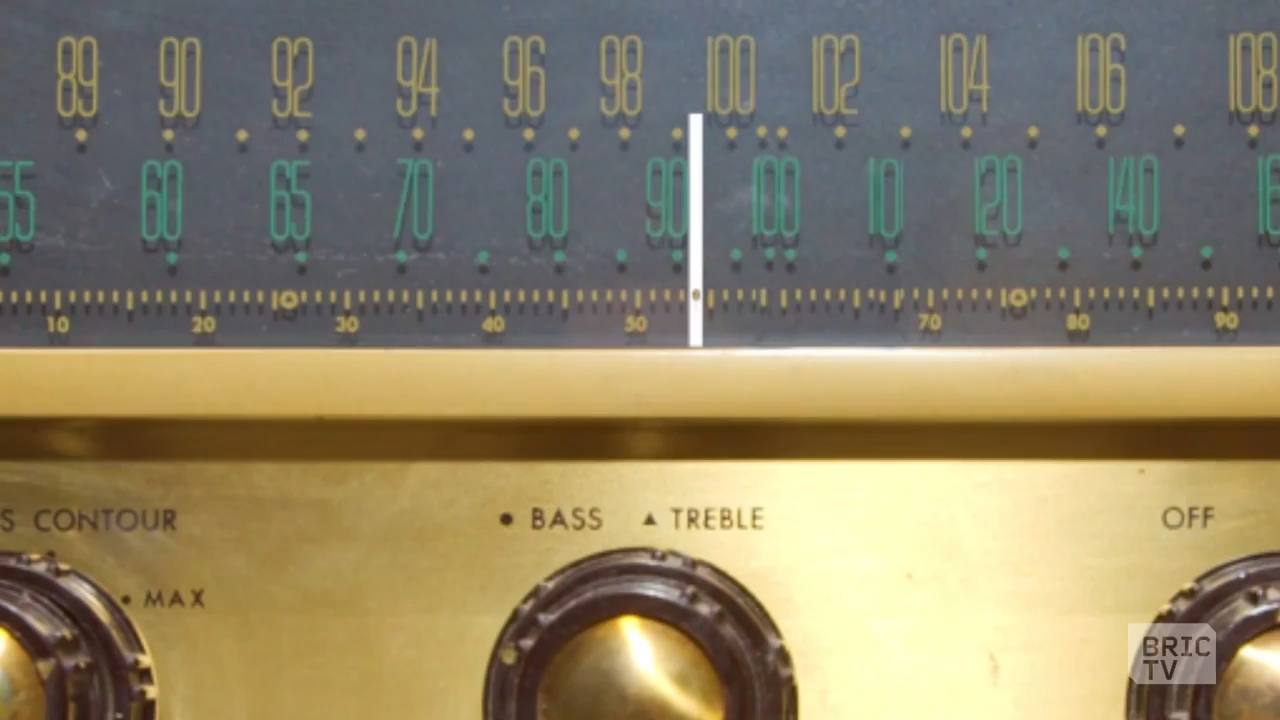 89 90 92 94 96 98 100 102 104 106 108
55 60 65 70 80 90 100 110 120 140
10 20 30 40 50 70 80 90
S CONTOUR • BASS ▲ TREBLE OFF
• MAX
BRIC
TV